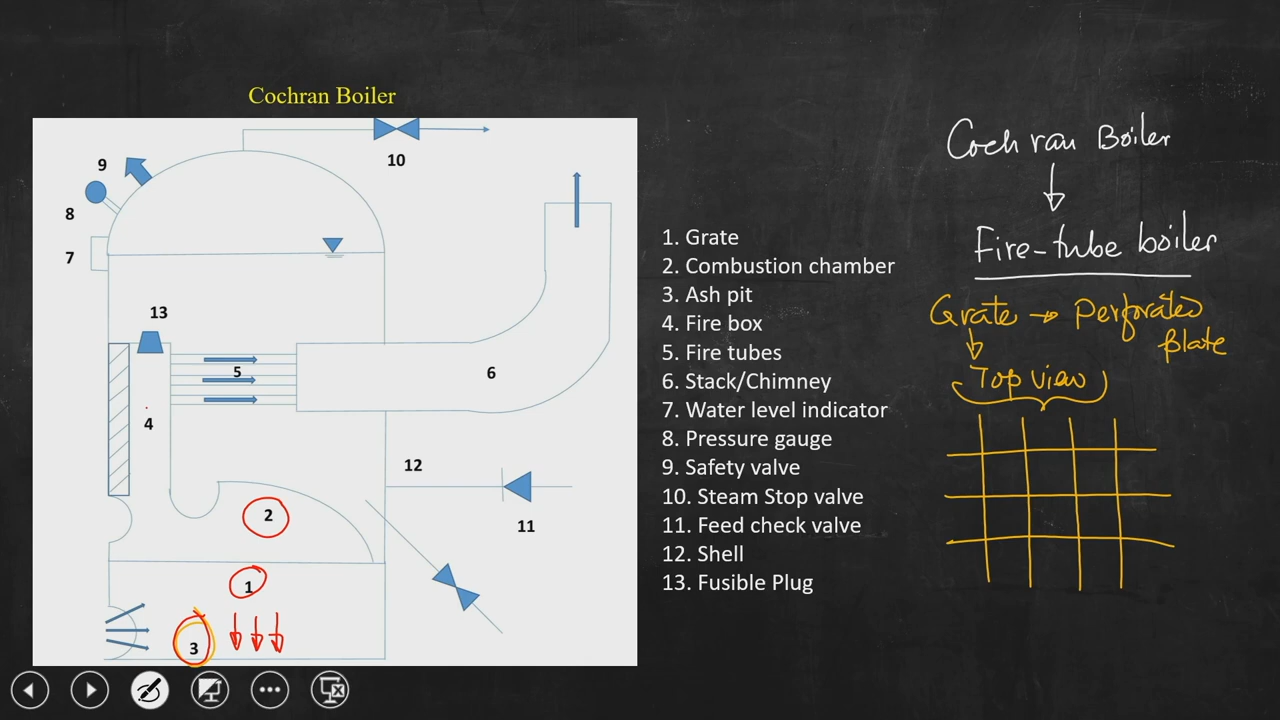 Cochran Boiler
9
8
7
10
13
5
6
4
12
2
11
1
3
1. Grate
2. Combustion chamber
3. Ash pit
4. Fire box
5. Fire tubes
6. Stack/Chimney
7. Water level indicator
8. Pressure gauge
9. Safety valve
10. Steam Stop valve
11. Feed check valve
12. Shell
13. Fusible Plug
Cochran Boiler
Fire-tube boiler
Grate → Perforated
plate
(Top view)